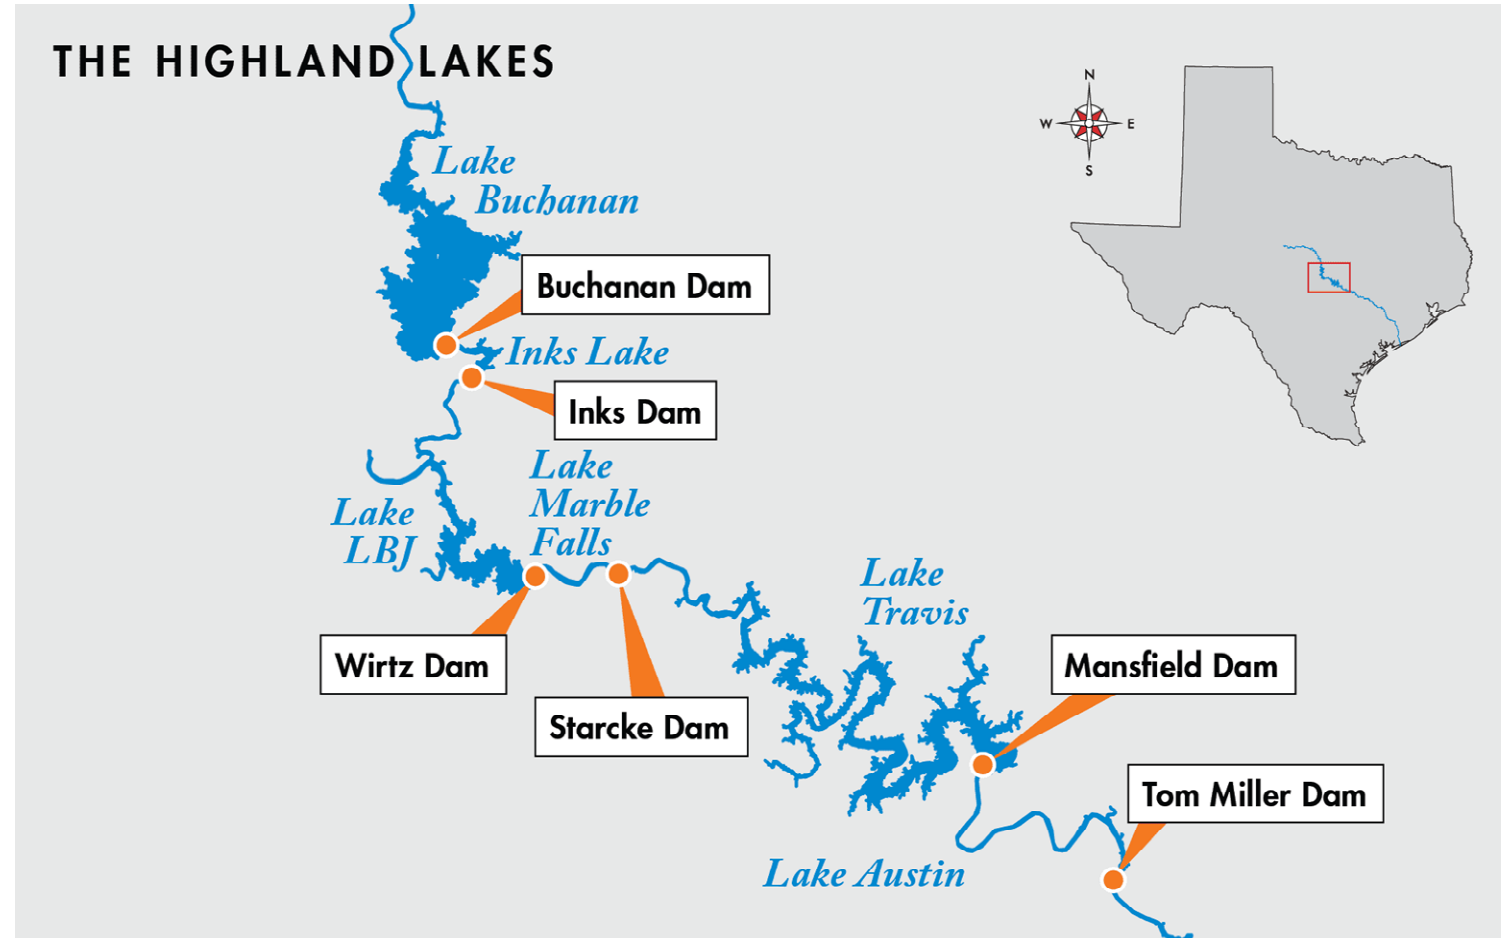 THE HIGHLAND LAKES
N
W E
S
Lake
Buchanan
Buchanan Dam
Inks Lake
Inks Dam
Lake
Marble
Falls
Lake
LBJ
Lake
Travis
Wirtz Dam
Mansfield Dam
Starcke Dam
Tom Miller Dam
Lake Austin